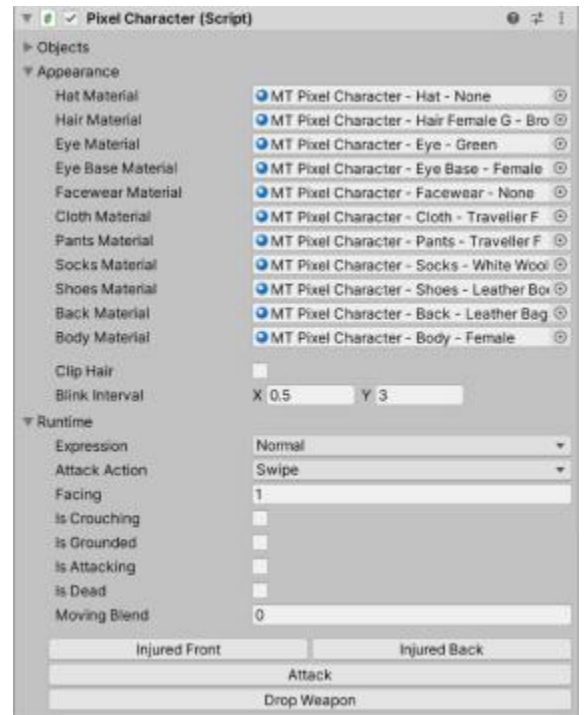 Pixel Character (Script)
Objects
Appearance
Hat Material MT Pixel Character - Hat - None
Hair Material MT Pixel Character - Hair Female G - Bro
Eye Material MT Pixel Character - Eye - Green
Eye Base Material MT Pixel Character - Eye Base - Female
Facewear Material MT Pixel Character - Facewear - None
Cloth Material MT Pixel Character - Cloth - Traveller F
Pants Material MT Pixel Character - Pants - Traveller F
Socks Material MT Pixel Character - Socks - White Wool
Shoes Material MT Pixel Character - Shoes - Leather Bo
Back Material MT Pixel Character - Back - Leather Bag
Body Material MT Pixel Character - Body - Female
Clip Hair
Blink Interval X 0.5 Y 3
Runtime
Expression Normal
Attack Action Swipe
Facing 1
Is Crouching
Is Grounded
Is Attacking
Is Dead
Moving Blend 0
Injured Front Injured Back
Attack
Drop Weapon